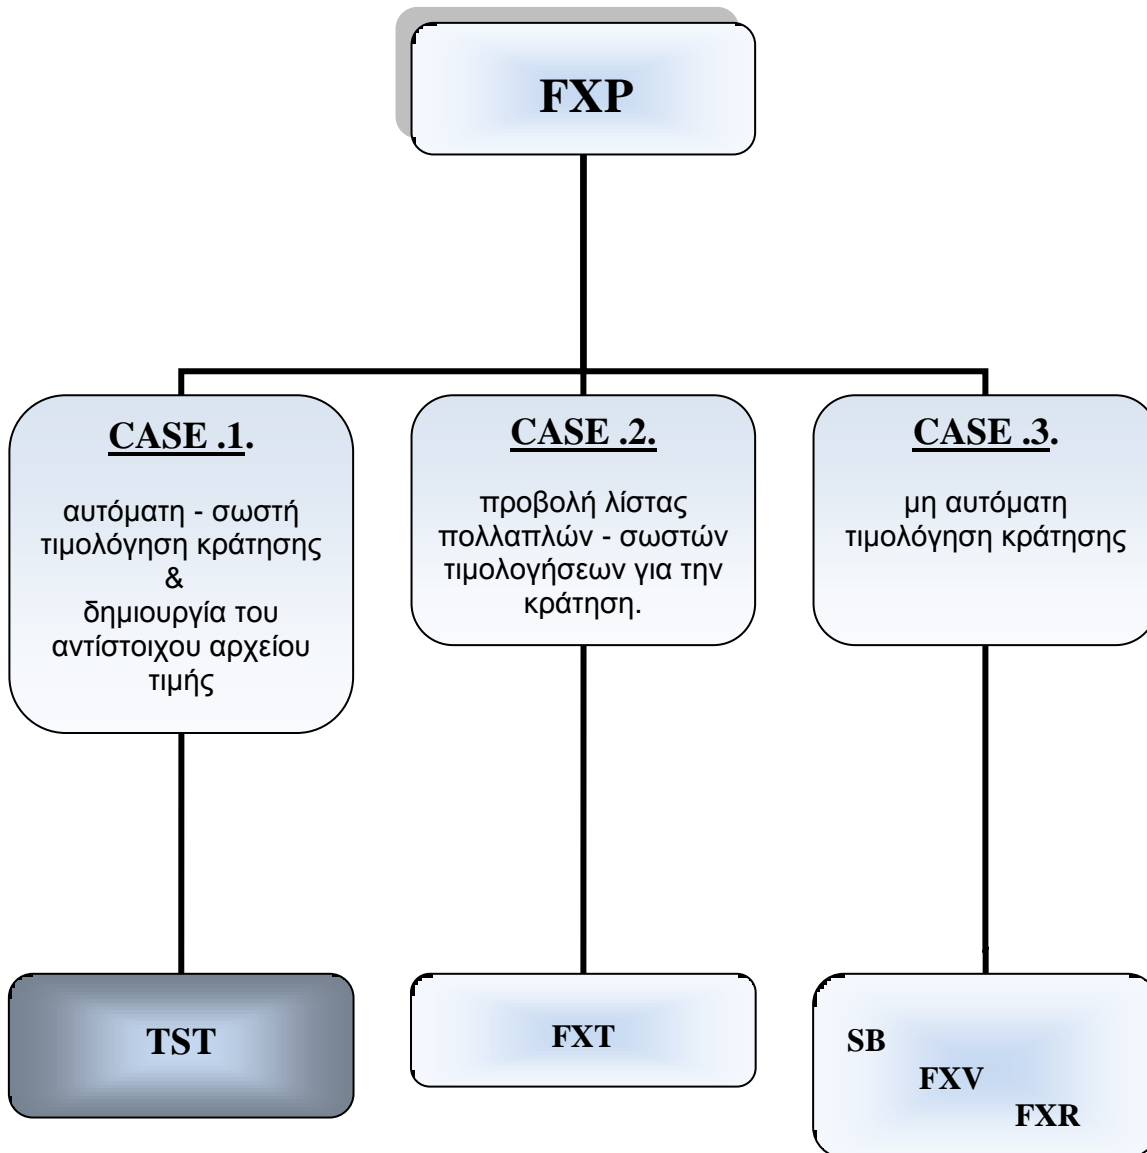 FXP
CASE .1.
αυτόματη - σωστή
τιμολόγηση κράτησης
&
δημιουργία του
αντίστοιχου αρχείου
τιμής
CASE .2.
προβολή λίστας
πολλαπλών - σωστών
τιμολογήσεων για την
κράτηση.
CASE .3.
μη αυτόματη
τιμολόγηση κράτησης
TST
FXT
SB
FXV
FXR